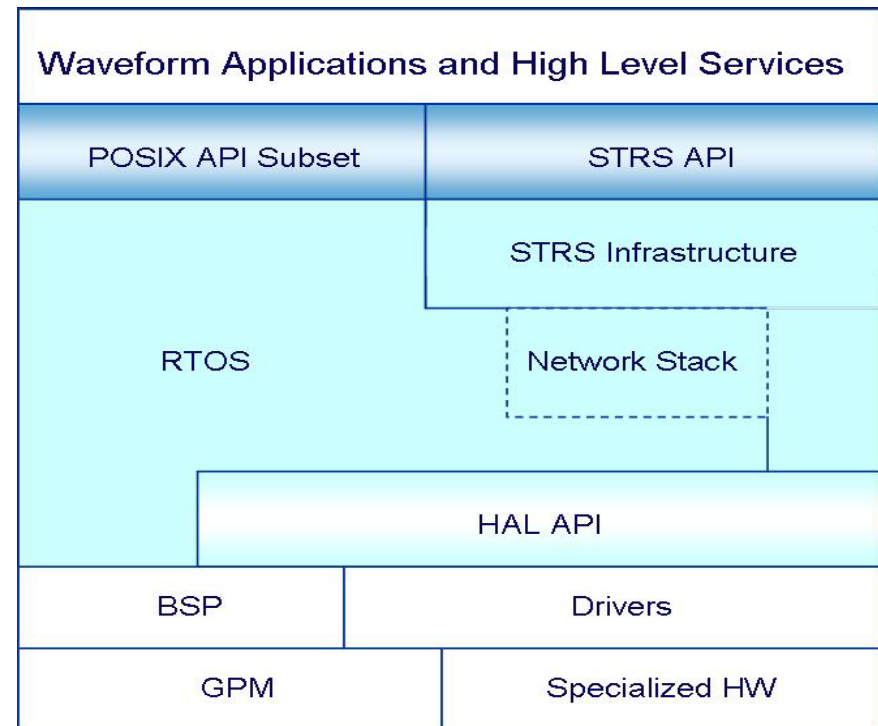 Waveform Applications and High Level Services
POSIX API Subset
STRS API
STRS Infrastructure
RTOS
Network Stack
HAL API
BSP
Drivers
GPM
Specialized HW